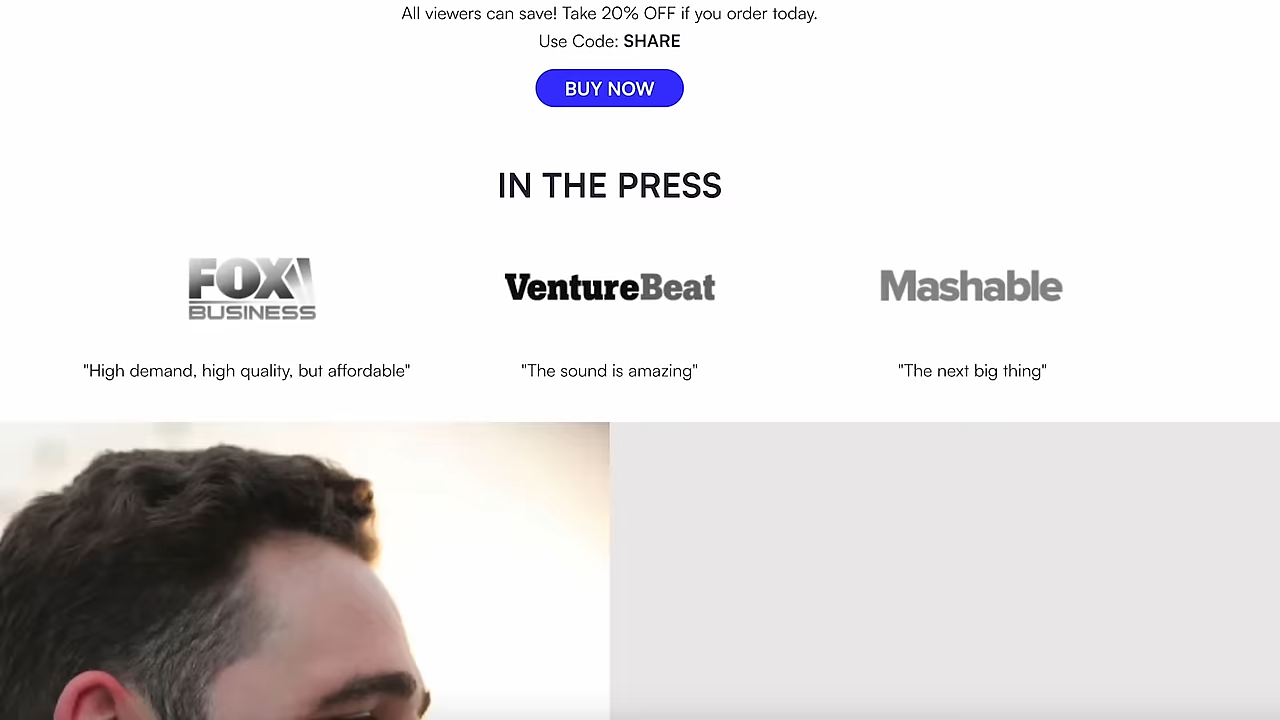 All viewers can save! Take 20% OFF if you order today.
Use Code: SHARE
BUY NOW
IN THE PRESS
FOX
BUSINESS
VentureBeat
Mashable
"High demand, high quality, but affordable"
"The sound is amazing"
"The next big thing"